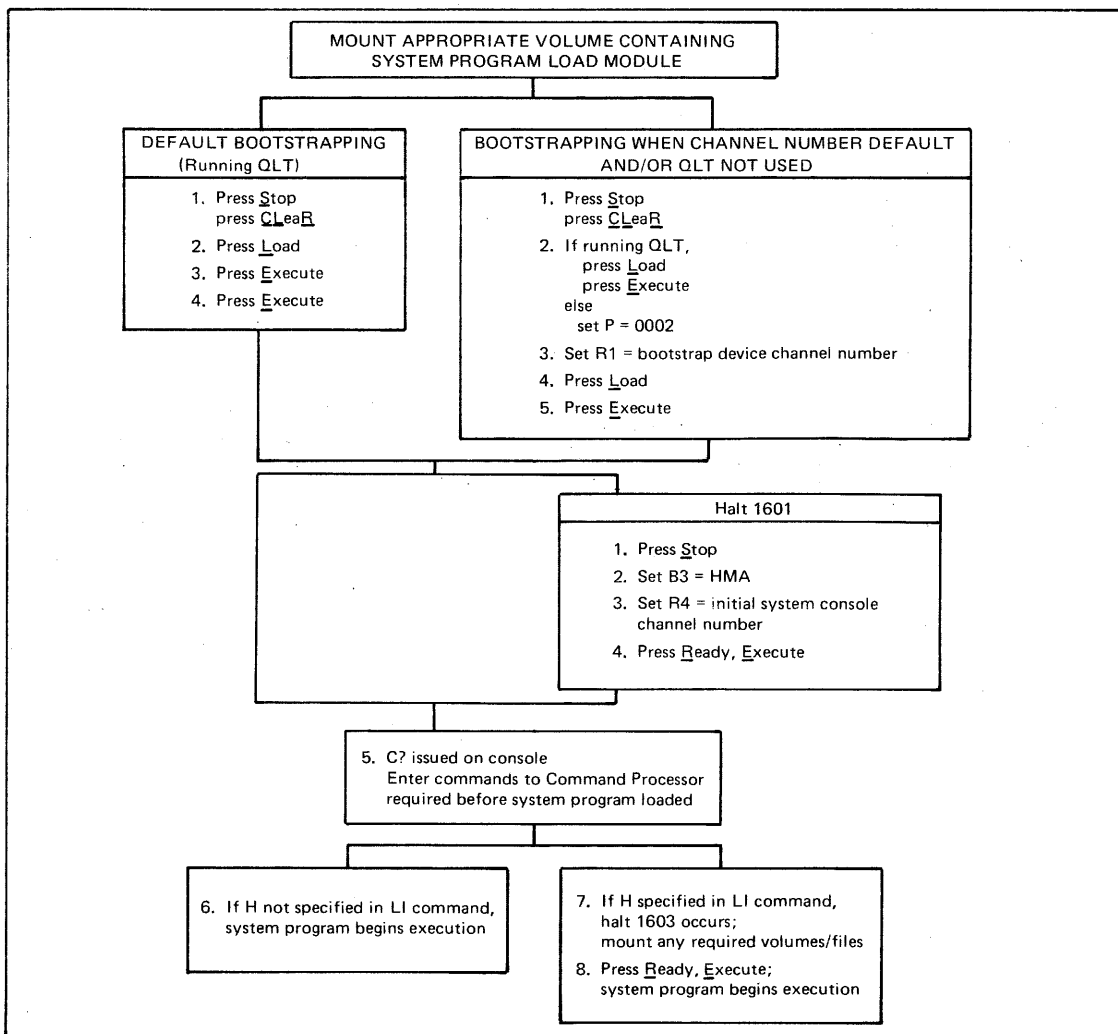 MOUNT APPROPRIATE VOLUME CONTAINING
SYSTEM PROGRAM LOAD MODULE
DEFAULT BOOTSTRAPPING
(Running QLT)
1. Press Stop
press CLeaR
2. Press Load
3. Press Execute
4. Press Execute
BOOTSTRAPPING WHEN CHANNEL NUMBER DEFAULT
AND/OR QLT NOT USED
1. Press Stop
press CLeaR
2. If running QLT,
press Load
press Execute
else
set P = 0002
3. Set R1 = bootstrap device channel number
4. Press Load
5. Press Execute
Halt 1601
1. Press Stop
2. Set B3 = HMA
3. Set R4 = initial system console
channel number
4. Press Ready, Execute
5. C? issued on console
Enter commands to Command Processor
required before system program loaded
6. If H not specified in LI command,
system program begins execution
7. If H specified in LI command,
halt 1603 occurs;
mount any required volumes/files
8. Press Ready, Execute;
system program begins execution